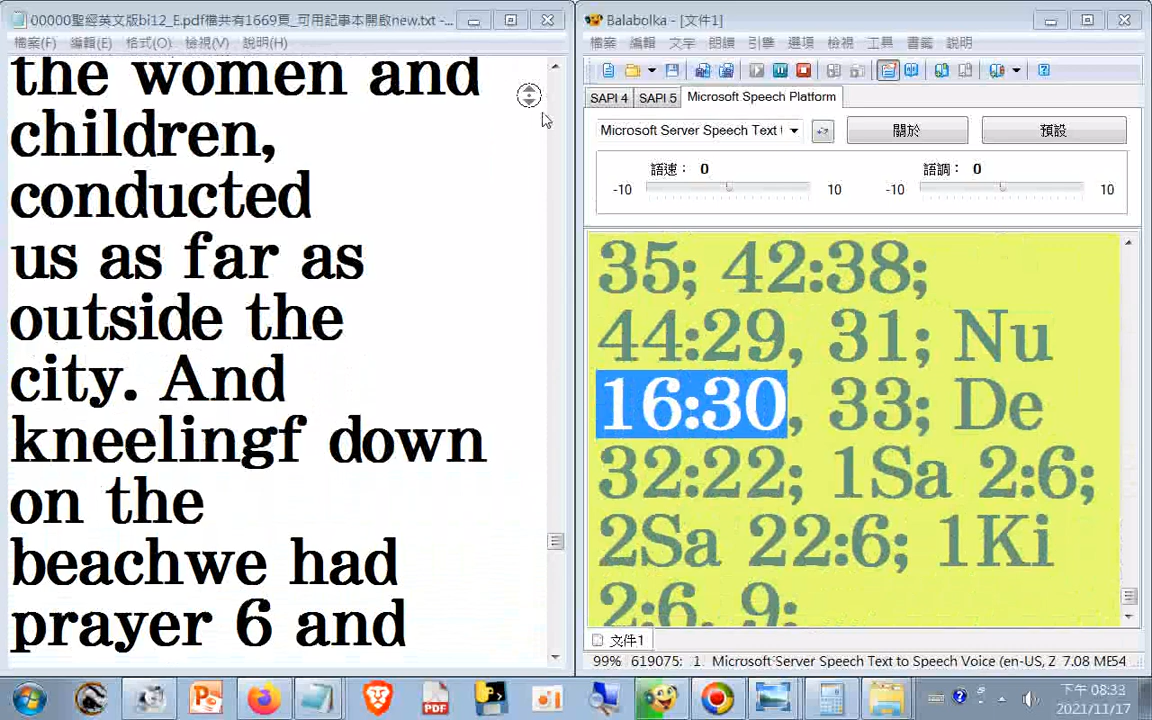 00000聖經英文版bi12_E.pdf檔共有1669頁_可用記事本開啟new.txt -...
檔案(F) 編輯(E) 格式(O) 檢視(V) 說明(H)
the women and
children,
conducted
us as far as
outside the
city. And
kneelingf down
on the
beachwe had
prayer 6 and
Balabolka - [文件1]
檔案 編輯 文字 朗讀 引擎 選項 檢視 工具 書籤 說明
SAPI 4 SAPI 5 Microsoft Speech Platform
Microsoft Server Speech Text t 關於 預設
語速： 0 語調： 0
-10 10 -10 10
35; 42:38;
44:29, 31; Nu
16:30, 33; De
32:22; 1Sa 2:6;
2Sa 22:6; 1Ki
2:6, 9;
文件1
99% 619075: 1 Microsoft Server Speech Text to Speech Voice (en-US, Z 7.08 ME54
PDF
下午 08:33
2021/11/17